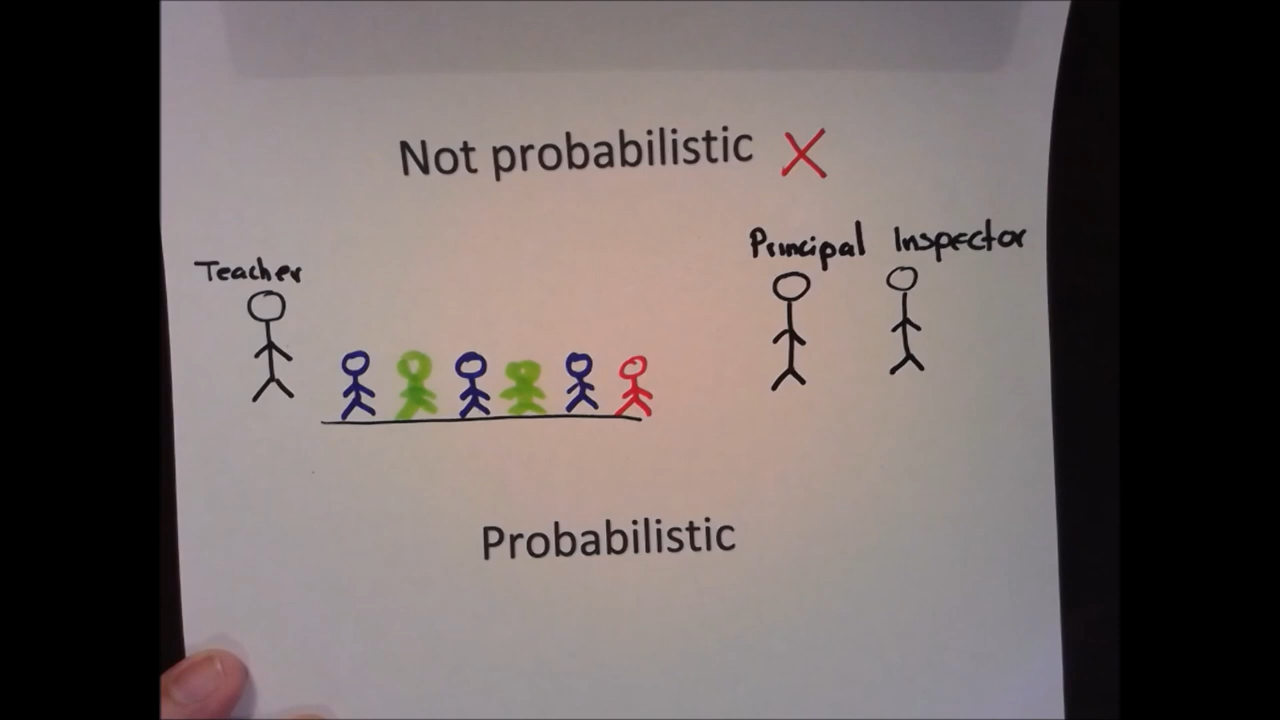 Not probabilistic X
Principal Inspector
Teacher
Probabilistic